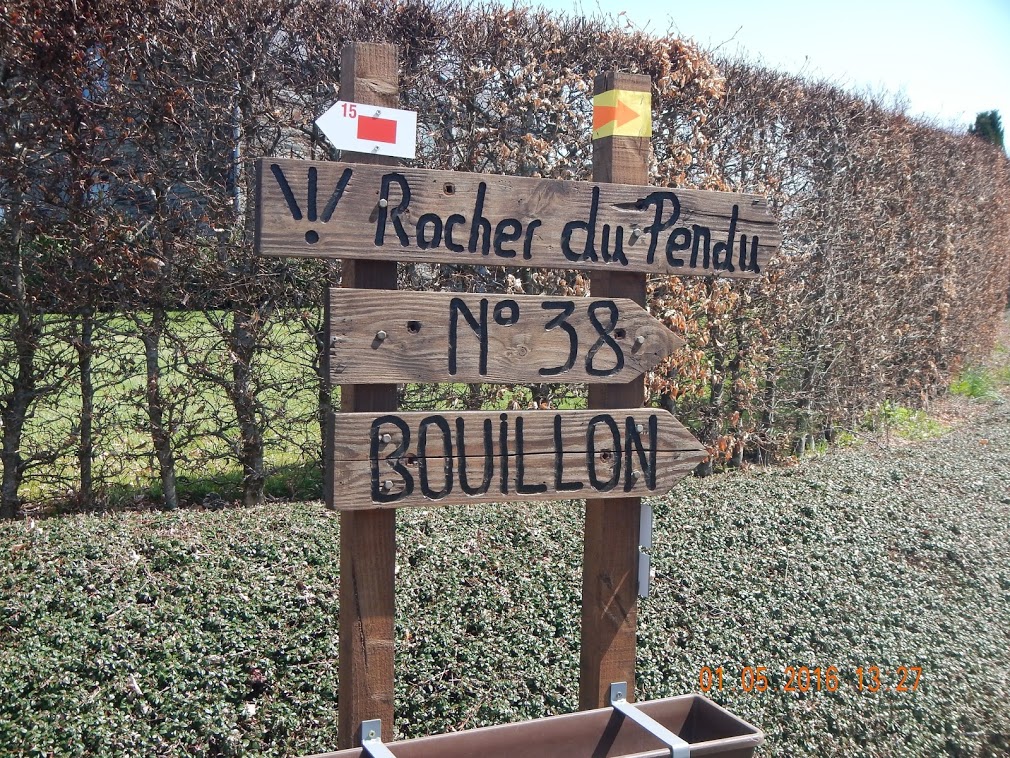 15
\!/ Rocher du Pendu
N° 38
BOUILLON
01.05.2016 13:27